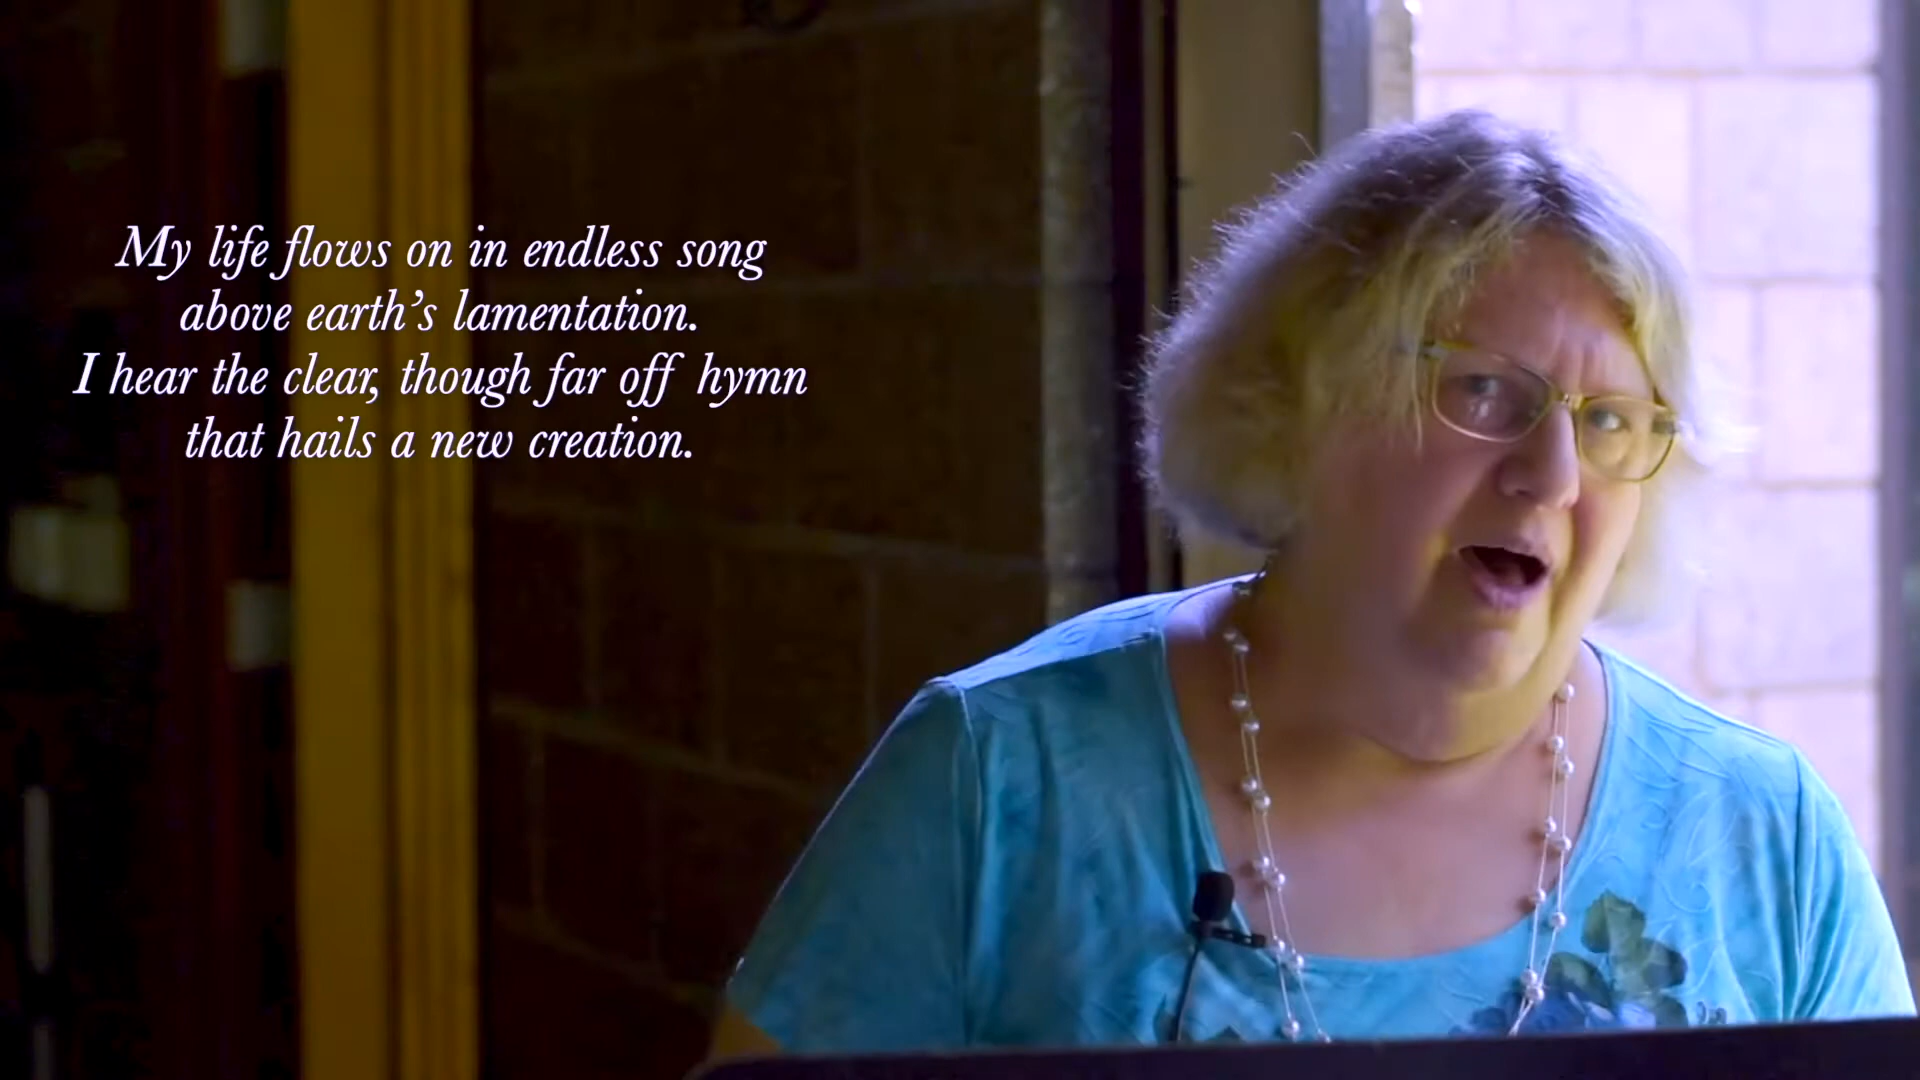 My life flows on in endless song
above earth’s lamentation.
I hear the clear, though far off hymn
that hails a new creation.